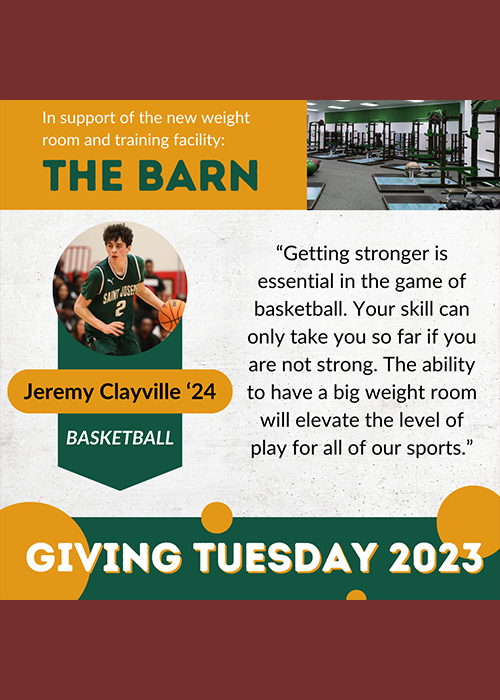 In support of the new weight
room and training facility:
THE BARN
SAINT JOSEPH
2
Jeremy Clayville ‘24
BASKETBALL
“Getting stronger is
essential in the game of
basketball. Your skill can
only take you so far if you
are not strong. The ability
to have a big weight room
will elevate the level of
play for all of our sports.”
GIVING TUESDAY 2023